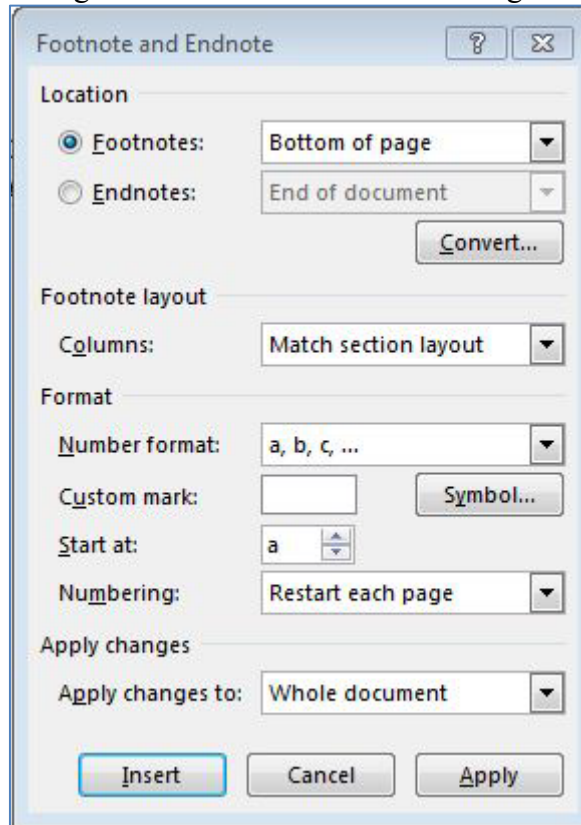 Footnote and Endnote
Location
Footnotes: Bottom of page
Endnotes: End of document
Convert...
Footnote layout
Columns: Match section layout
Format
Number format: a, b, c, ...
Custom mark: Symbol...
Start at: a
Numbering: Restart each page
Apply changes
Apply changes to: Whole document
Insert Cancel Apply